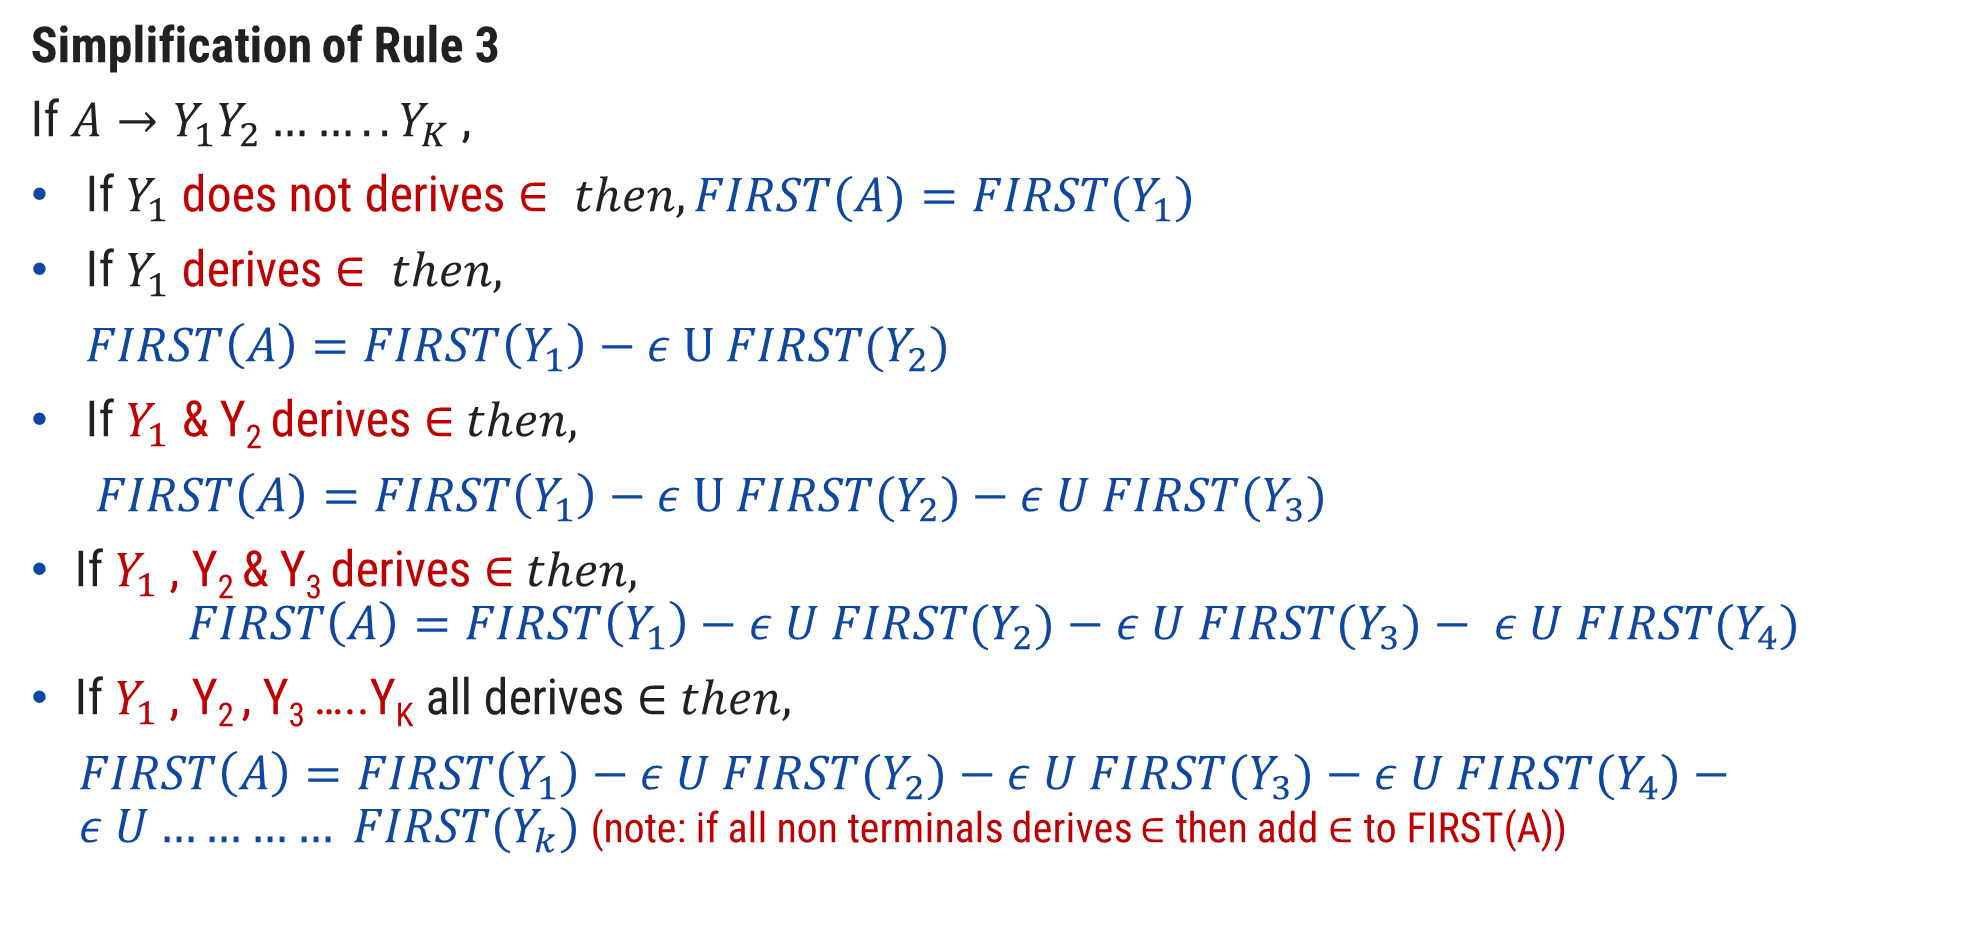 Simplification of Rule 3
If A → Y₁Y₂ … … . . Y_K ,
• If Y₁ does not derives ∈ then, FIRST(A) = FIRST(Y₁)
• If Y₁ derives ∈ then,
FIRST(A) = FIRST(Y₁) − ϵ U FIRST(Y₂)
• If Y₁ & Y₂ derives ∈ then,
FIRST(A) = FIRST(Y₁) − ϵ U FIRST(Y₂) − ϵ U FIRST(Y₃)
• If Y₁ , Y₂ & Y₃ derives ∈ then,
FIRST(A) = FIRST(Y₁) − ϵ U FIRST(Y₂) − ϵ U FIRST(Y₃) − ϵ U FIRST(Y₄)
• If Y₁ , Y₂ , Y₃ …..Y_K all derives ∈ then,
FIRST(A) = FIRST(Y₁) − ϵ U FIRST(Y₂) − ϵ U FIRST(Y₃) − ϵ U FIRST(Y₄) −
ϵ U … … … … FIRST(Y_k) (note: if all non terminals derives ∈ then add ∈ to FIRST(A))